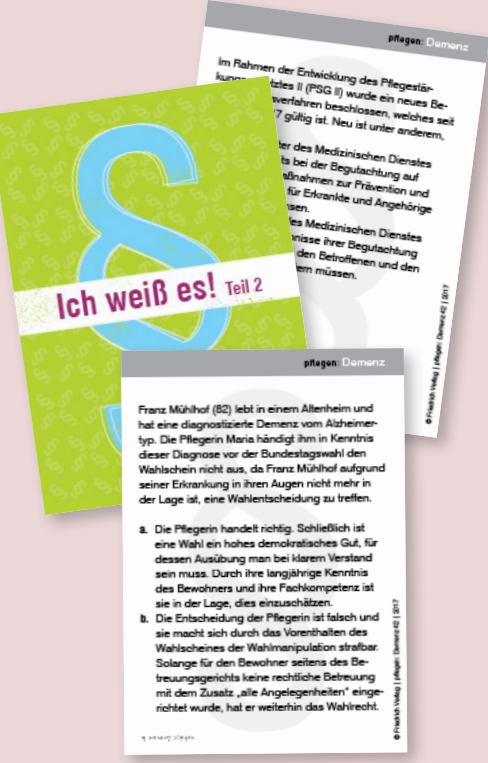 pflegen: Demenz
Im Rahmen der Entwicklung des Pflegestär-
tztes II (PSG II) wurde ein neues Be-
sverfahren beschlossen, welches seit
7 gültig ist. Neu ist unter anderem,
ter des Medizinischen Dienstes
ts bei der Begutachtung auf
aßnahmen zur Prävention und
für Erkrankte und Angehörige
sen.
des Medizinischen Dienstes
nisse ihrer Begutachtung
den Betroffenen und den
ern müssen.
© Friedrich Verlag | pflegen: Demenz 42 | 2017
Ich weiß es! Teil 2
pflegen: Demenz
Franz Mühlhof (82) lebt in einem Altenheim und
hat eine diagnostizierte Demenz vom Alzheimer-
typ. Die Pflegerin Maria händigt ihm in Kenntnis
dieser Diagnose vor der Bundestagswahl den
Wahlschein nicht aus, da Franz Mühlhof aufgrund
seiner Erkrankung in ihren Augen nicht mehr in
der Lage ist, eine Wahlentscheidung zu treffen.
a. Die Pflegerin handelt richtig. Schließlich ist
eine Wahl ein hohes demokratisches Gut, für
dessen Ausübung man bei klarem Verstand
sein muss. Durch ihre langjährige Kenntnis
des Bewohners und ihre Fachkompetenz ist
sie in der Lage, dies einzuschätzen.
b. Die Entscheidung der Pflegerin ist falsch und
sie macht sich durch das Vorenthalten des
Wahlscheines der Wahlmanipulation strafbar.
Solange für den Bewohner seitens des Be-
treuungsgerichts keine rechtliche Betreuung
mit dem Zusatz „alle Angelegenheiten“ einge-
richtet wurde, hat er weiterhin das Wahlrecht.
© Friedrich Verlag | pflegen: Demenz 42 | 2017